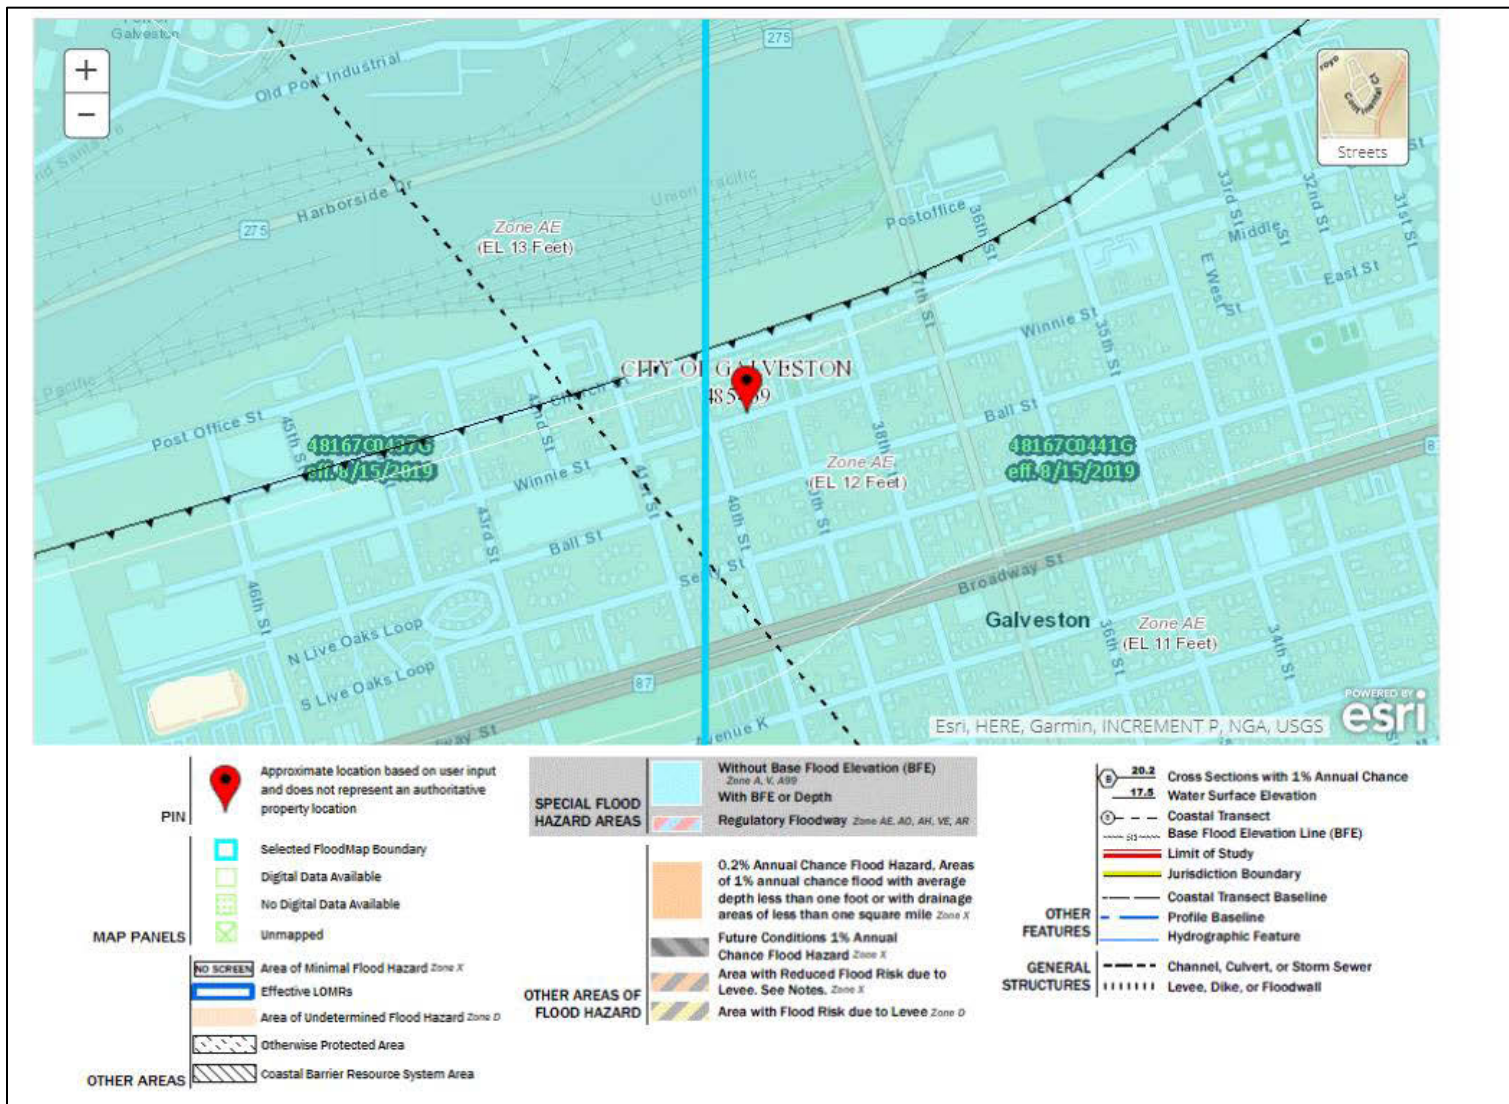 Galveston
+
−
Old Port Industrial
275
275
Harborside Dr
Union Pacific
Zone AE
(EL 13 Feet)
Streets
Postoffice
36th St
37th St
33rd St
32nd St
31st St
Middle St
E West St
East St
Winnie St
35th St
CITY OF GALVESTON
Pacific
Post Office St
45th St
42nd St
48167C0437G
eff. 8/15/2019
Winnie St
41st St
43rd St
Ball St
40th St
38th St
Ball St
Zone AE
(EL 12 Feet)
48167C0441G
eff. 8/15/2019
87
Broadway St
46th St
N Live Oaks Loop
S Live Oaks Loop
87
Galveston
36th St
34th St
Zone AE
(EL 11 Feet)
Avenue K
POWERED BY
esri
Esri, HERE, Garmin, INCREMENT P, NGA, USGS
PIN
Approximate location based on user input
and does not represent an authoritative
property location
MAP PANELS
Selected FloodMap Boundary
Digital Data Available
No Digital Data Available
Unmapped
OTHER AREAS
NO SCREEN Area of Minimal Flood Hazard Zone X
Effective LOMRs
Area of Undetermined Flood Hazard Zone D
Otherwise Protected Area
Coastal Barrier Resource System Area
SPECIAL FLOOD
HAZARD AREAS
Without Base Flood Elevation (BFE)
Zone A, V, A99
With BFE or Depth
Regulatory Floodway Zone AE, AO, AH, VE, AR
OTHER AREAS OF
FLOOD HAZARD
0.2% Annual Chance Flood Hazard, Areas
of 1% annual chance flood with average
depth less than one foot or with drainage
areas of less than one square mile Zone X
Future Conditions 1% Annual
Chance Flood Hazard Zone X
Area with Reduced Flood Risk due to
Levee. See Notes. Zone X
Area with Flood Risk due to Levee Zone D
OTHER
FEATURES
20.2 Cross Sections with 1% Annual Chance
17.5 Water Surface Elevation
Coastal Transect
Base Flood Elevation Line (BFE)
Limit of Study
Jurisdiction Boundary
Coastal Transect Baseline
Profile Baseline
Hydrographic Feature
GENERAL
STRUCTURES
Channel, Culvert, or Storm Sewer
Levee, Dike, or Floodwall